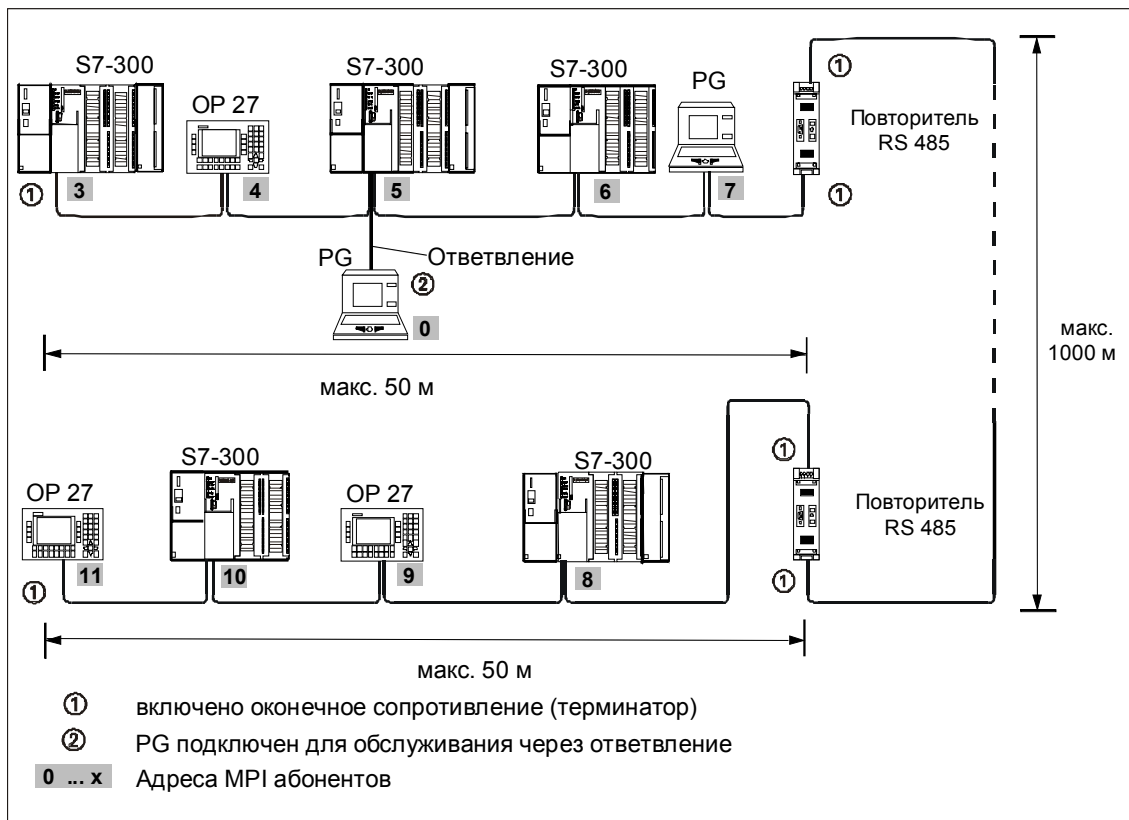 S7-300
OP 27
S7-300
S7-300
PG
①
Повторитель
RS 485
①
3
4
5
6
7
①
PG
Ответвление
②
0
макс.
1000 м
макс. 50 м
S7-300
OP 27
S7-300
OP 27
①
Повторитель
RS 485
①
11
10
9
8
①
макс. 50 м
① включено оконечное сопротивление (терминатор)
② PG подключен для обслуживания через ответвление
0 ... x Адреса MPI абонентов